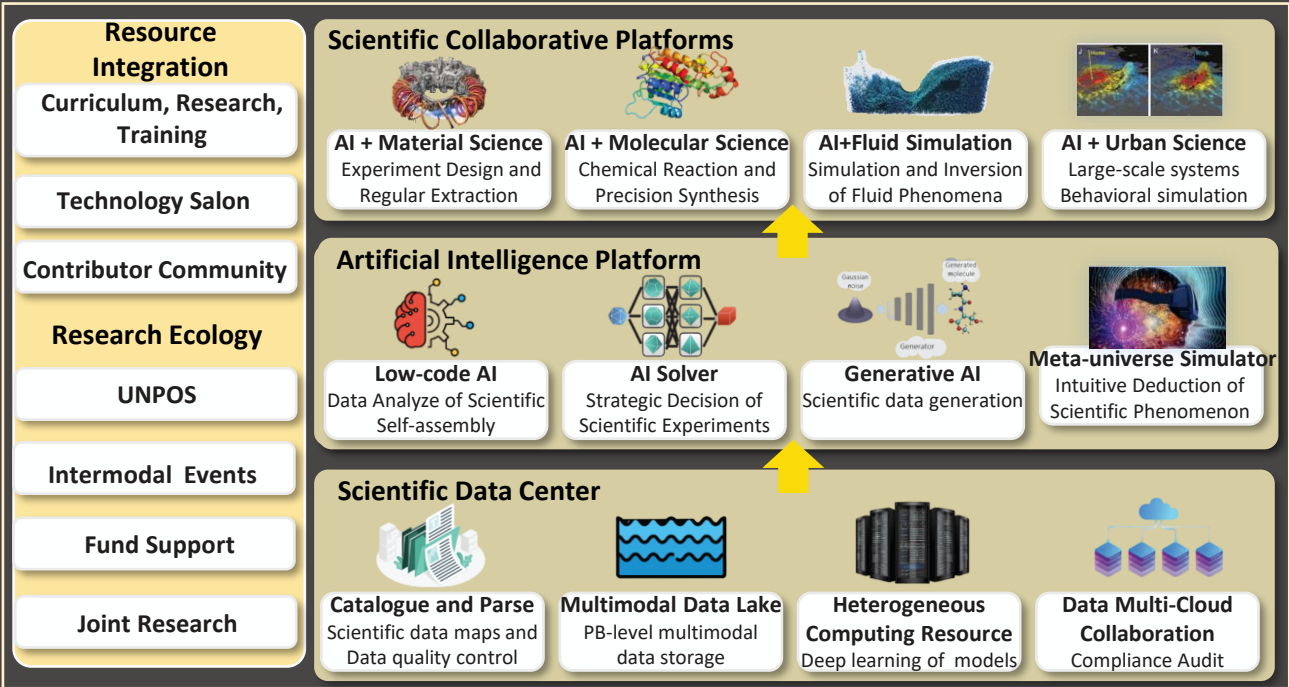 Resource
Integration
Curriculum, Research,
Training
Technology Salon
Contributor Community
Research Ecology
UNPOS
Intermodal Events
Fund Support
Joint Research
Scientific Collaborative Platforms
J
Home
K
Work
AI + Material Science
Experiment Design and
Regular Extraction
AI + Molecular Science
Chemical Reaction and
Precision Synthesis
AI+Fluid Simulation
Simulation and Inversion
of Fluid Phenomena
AI + Urban Science
Large-scale systems
Behavioral simulation
Artificial Intelligence Platform
Gaussian
noise
Generated
molecule
Generator
Low-code AI
Data Analyze of Scientific
Self-assembly
AI Solver
Strategic Decision of
Scientific Experiments
Generative AI
Scientific data generation
Meta-universe Simulator
Intuitive Deduction of
Scientific Phenomenon
Scientific Data Center
Catalogue and Parse
Scientific data maps and
Data quality control
Multimodal Data Lake
PB-level multimodal
data storage
Heterogeneous
Computing Resource
Deep learning of models
Data Multi-Cloud
Collaboration
Compliance Audit